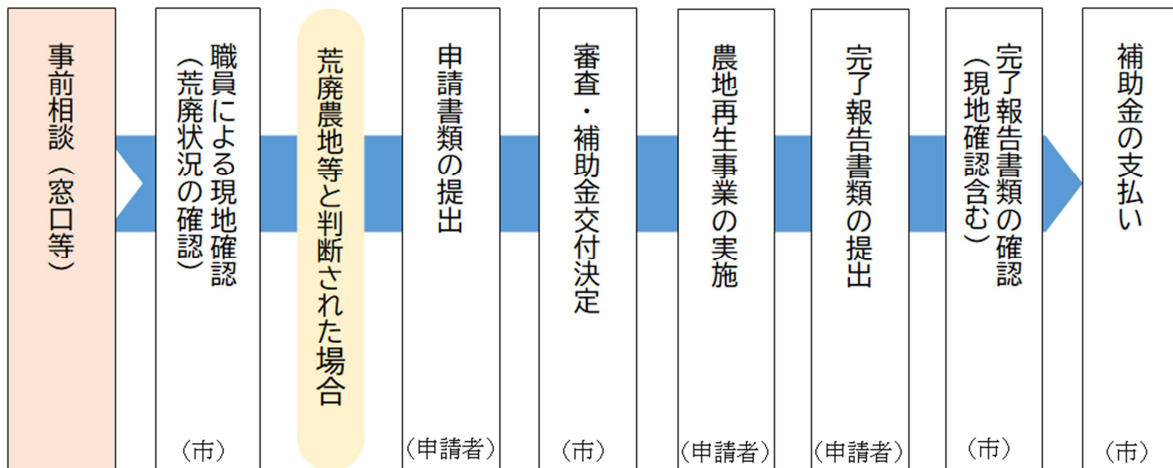 事前相談（窓口等）
職員による現地確認
（荒廃状況の確認）
（市）
荒廃農地等と判断された場合
申請書類の提出
（申請者）
審査・補助金交付決定
（市）
農地再生事業の実施
（申請者）
完了報告書類の提出
（申請者）
完了報告書類の確認
（現地確認含む）
（市）
補助金の支払い
（市）